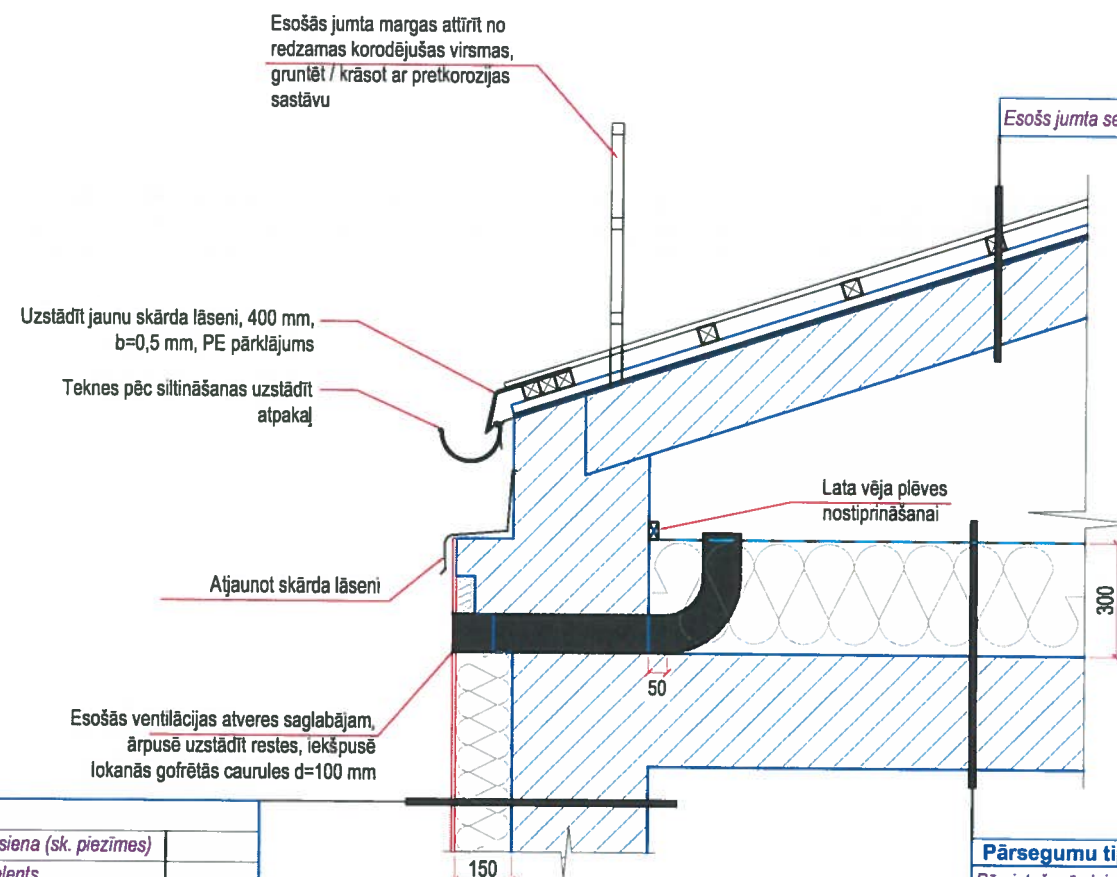 Esošās jumta margas attīrīt no
redzamas korodējušas virsmas,
gruntēt / krāsot ar pretkorozijas
sastāvu
Esošs jumta
Uzstādīt jaunu skārda lāseni, 400 mm,
b=0,5 mm, PE pārklājums
Teknes pēc siltināšanas uzstādīt
atpakaļ
Lata vēja plēves
nostiprināšanai
Atjaunot skārda lāseni
300
50
Esošās ventilācijas atveres saglabājam,
ārpusē uzstādīt restes, iekšpusē
lokanās gofrētās caurules d=100 mm
siena (sk. piezīmes)
150
Pārsegumu